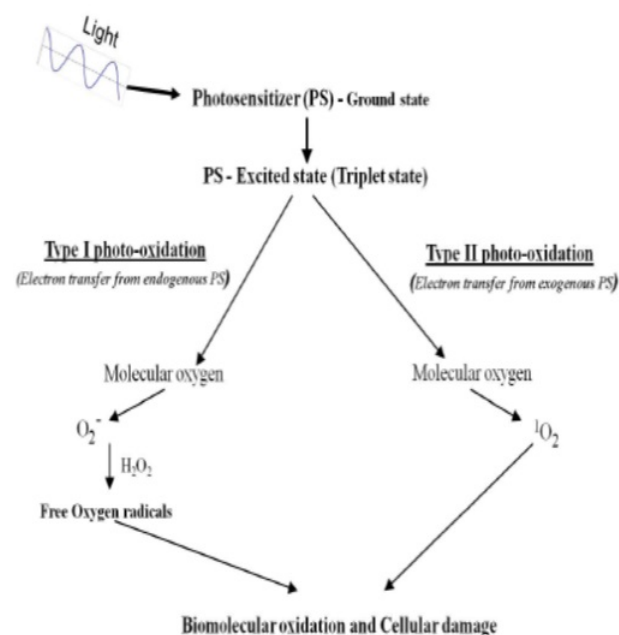 Light
Photosensitizer (PS) - Ground state
PS - Excited state (Triplet state)
Type I photo-oxidation
(Electron transfer from endogenous PS)
Type II photo-oxidation
(Electron transfer from exogenous PS)
Molecular oxygen
Molecular oxygen
O₂⁻
¹O₂
H₂O₂
Free Oxygen radicals
Biomolecular oxidation and Cellular damage